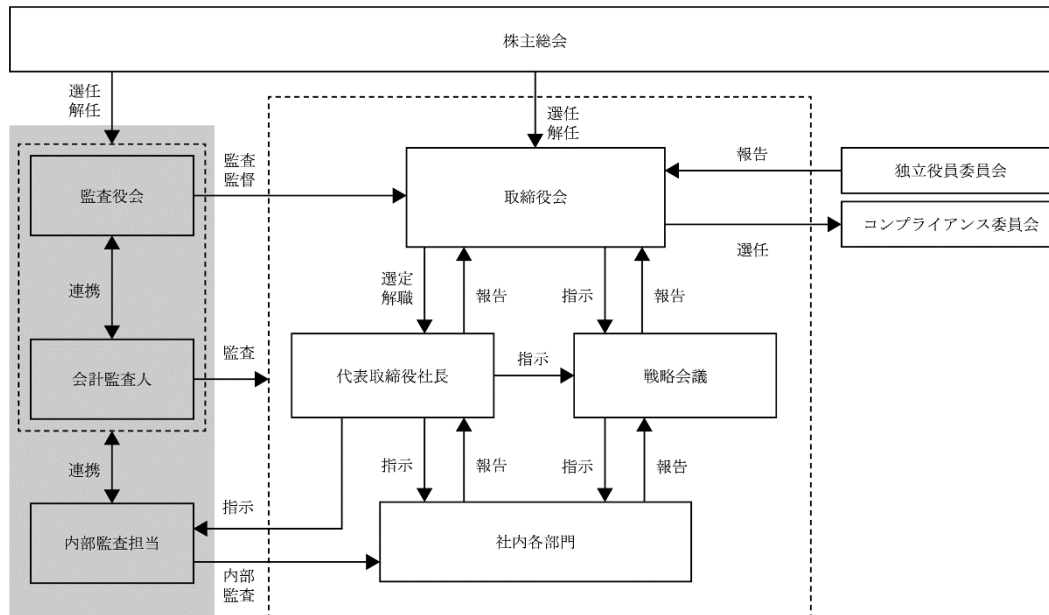 株主総会
選任
解任
選任
解任
監査
監督
報告
監査役会
取締役会
独立役員委員会
コンプライアンス委員会
選任
連携
選定
解職
報告
指示
報告
監査
会計監査人
代表取締役社長
指示
戦略会議
連携
指示
報告
指示
報告
指示
内部監査担当
社内各部門
内部
監査